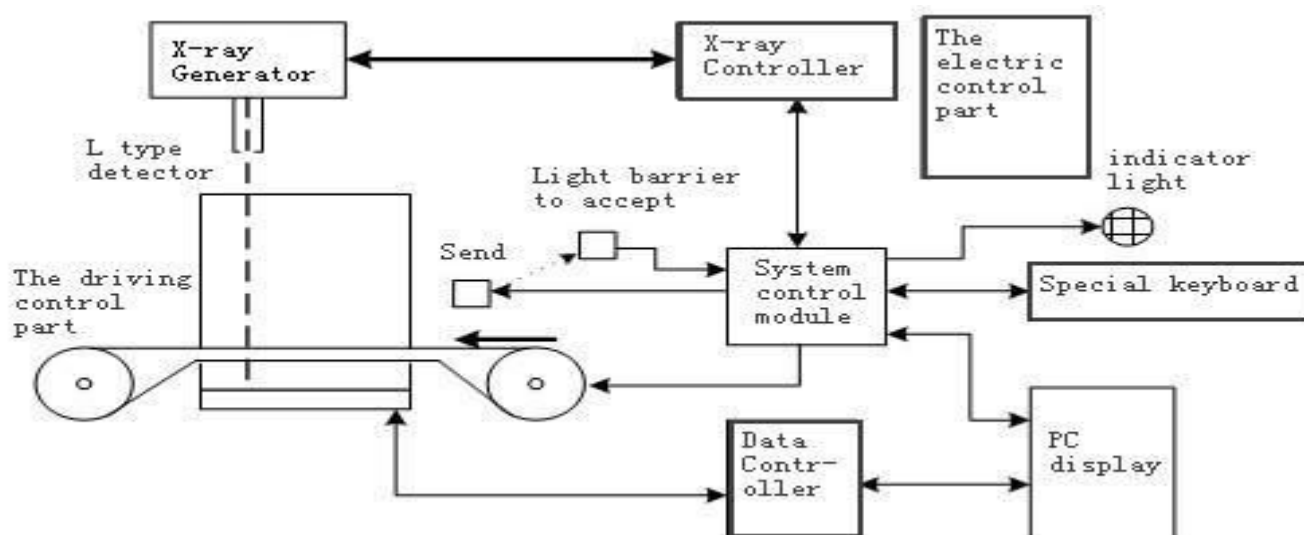 X-ray
Generator
X-ray
Controller
The
electric
control
part
L type
detector
Light barrier
to accept
indicator
light
Send
The driving
control
part
System
control
module
Special keyboard
Data
Contr-
oller
PC
display